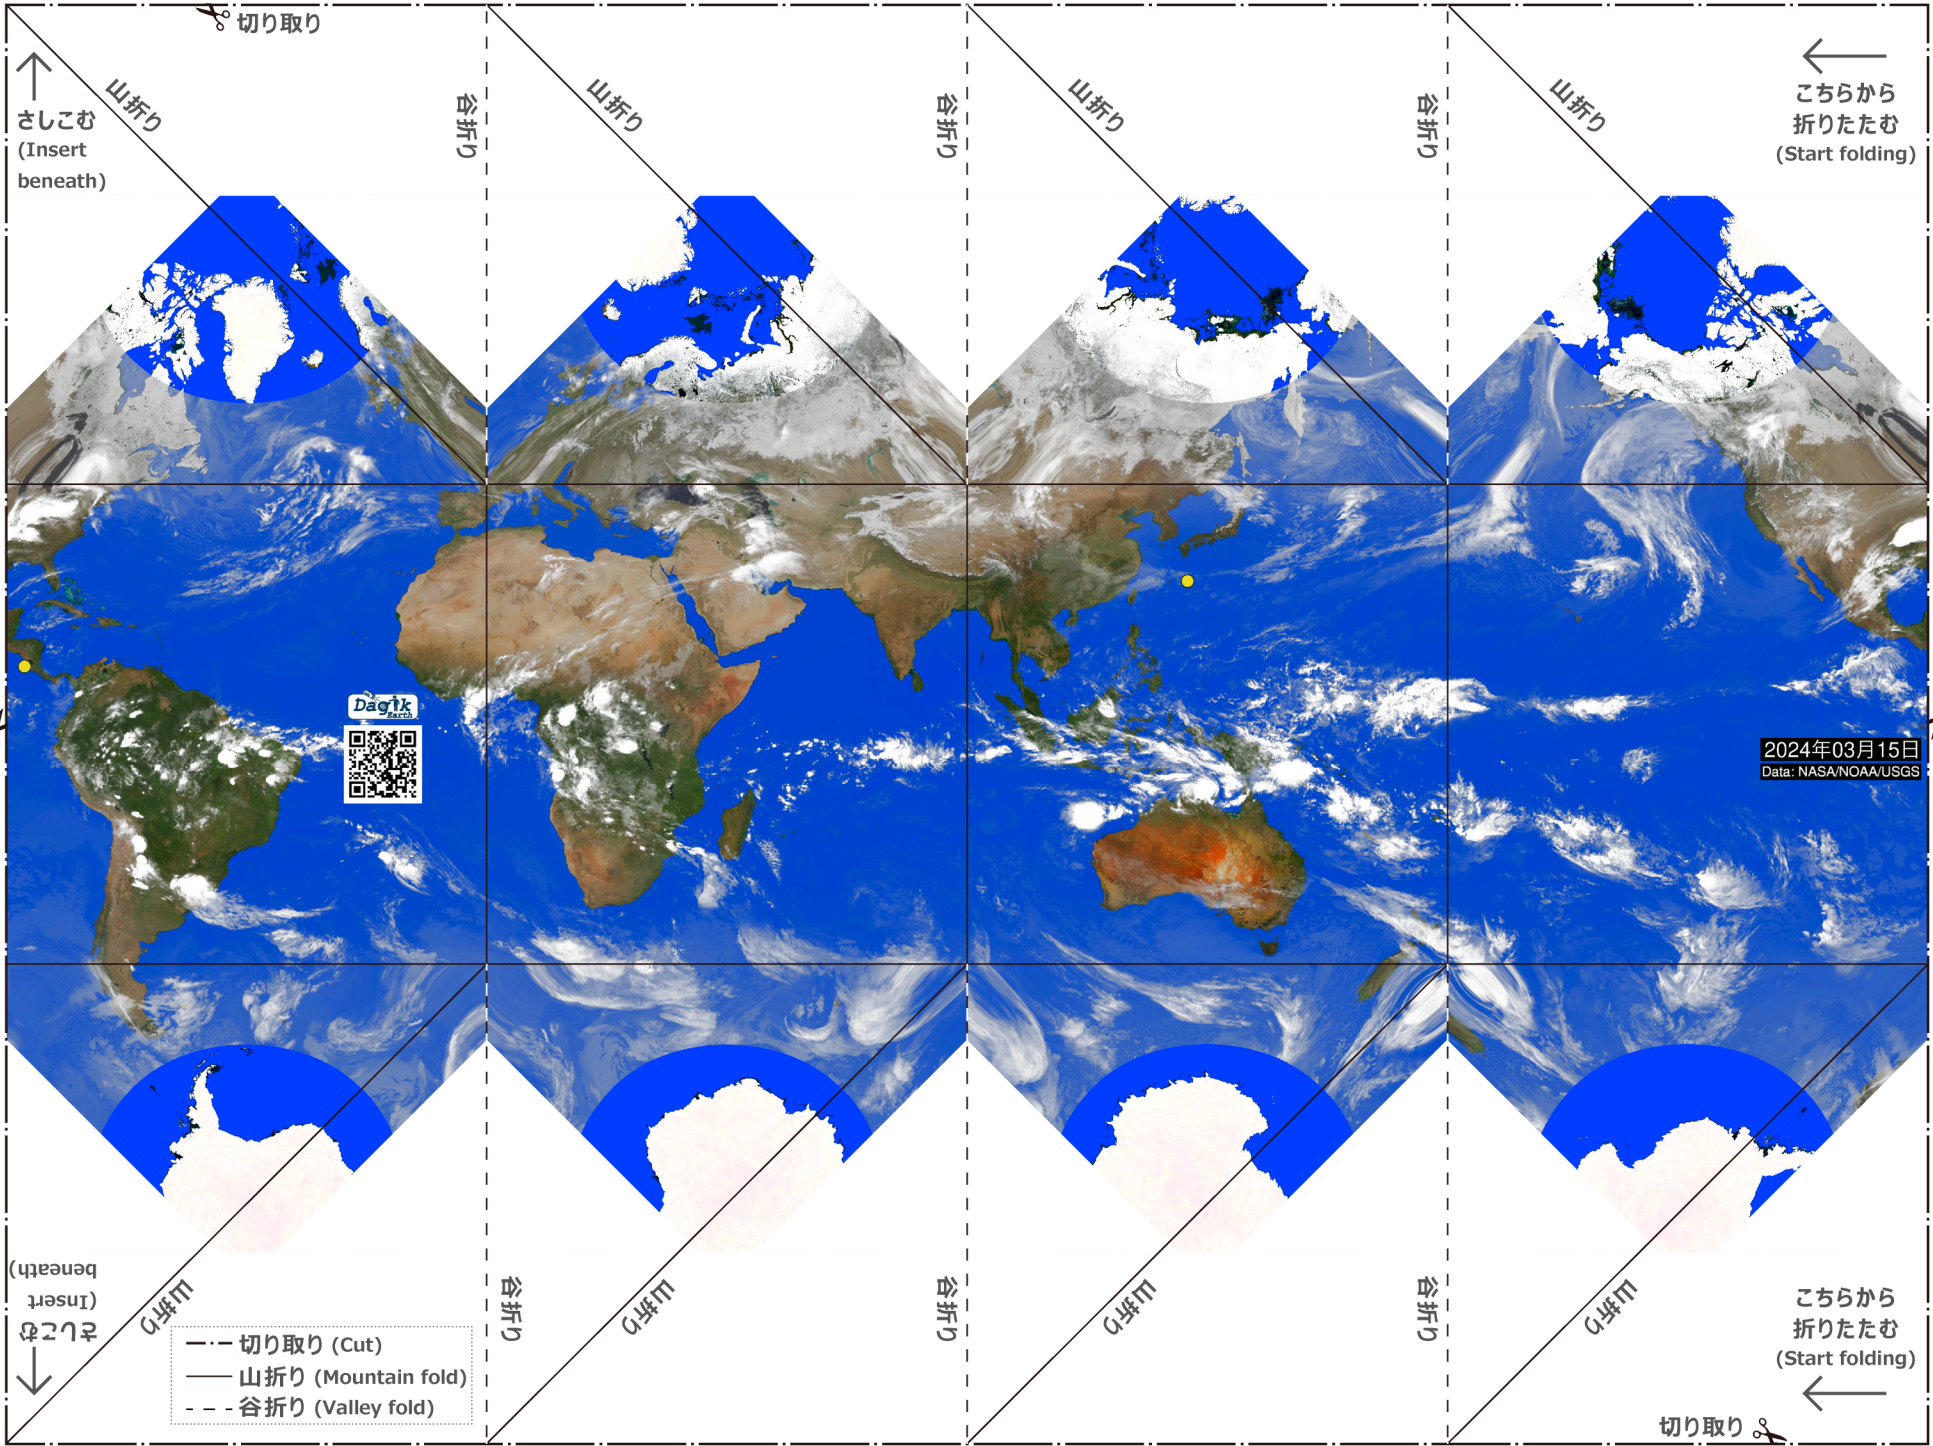 切り取り
さしこむ
(Insert
beneath)
山折り
谷折り
山折り
谷折り
山折り
谷折り
山折り
こちらから
折りたたむ
(Start folding)
Dagik
Earth
2024年03月15日
Data: NASA/NOAA/USGS
さしこむ
(Insert
beneath)
山折り
谷折り
山折り
谷折り
山折り
谷折り
山折り
こちらから
折りたたむ
(Start folding)
切り取り (Cut)
山折り (Mountain fold)
谷折り (Valley fold)
切り取り